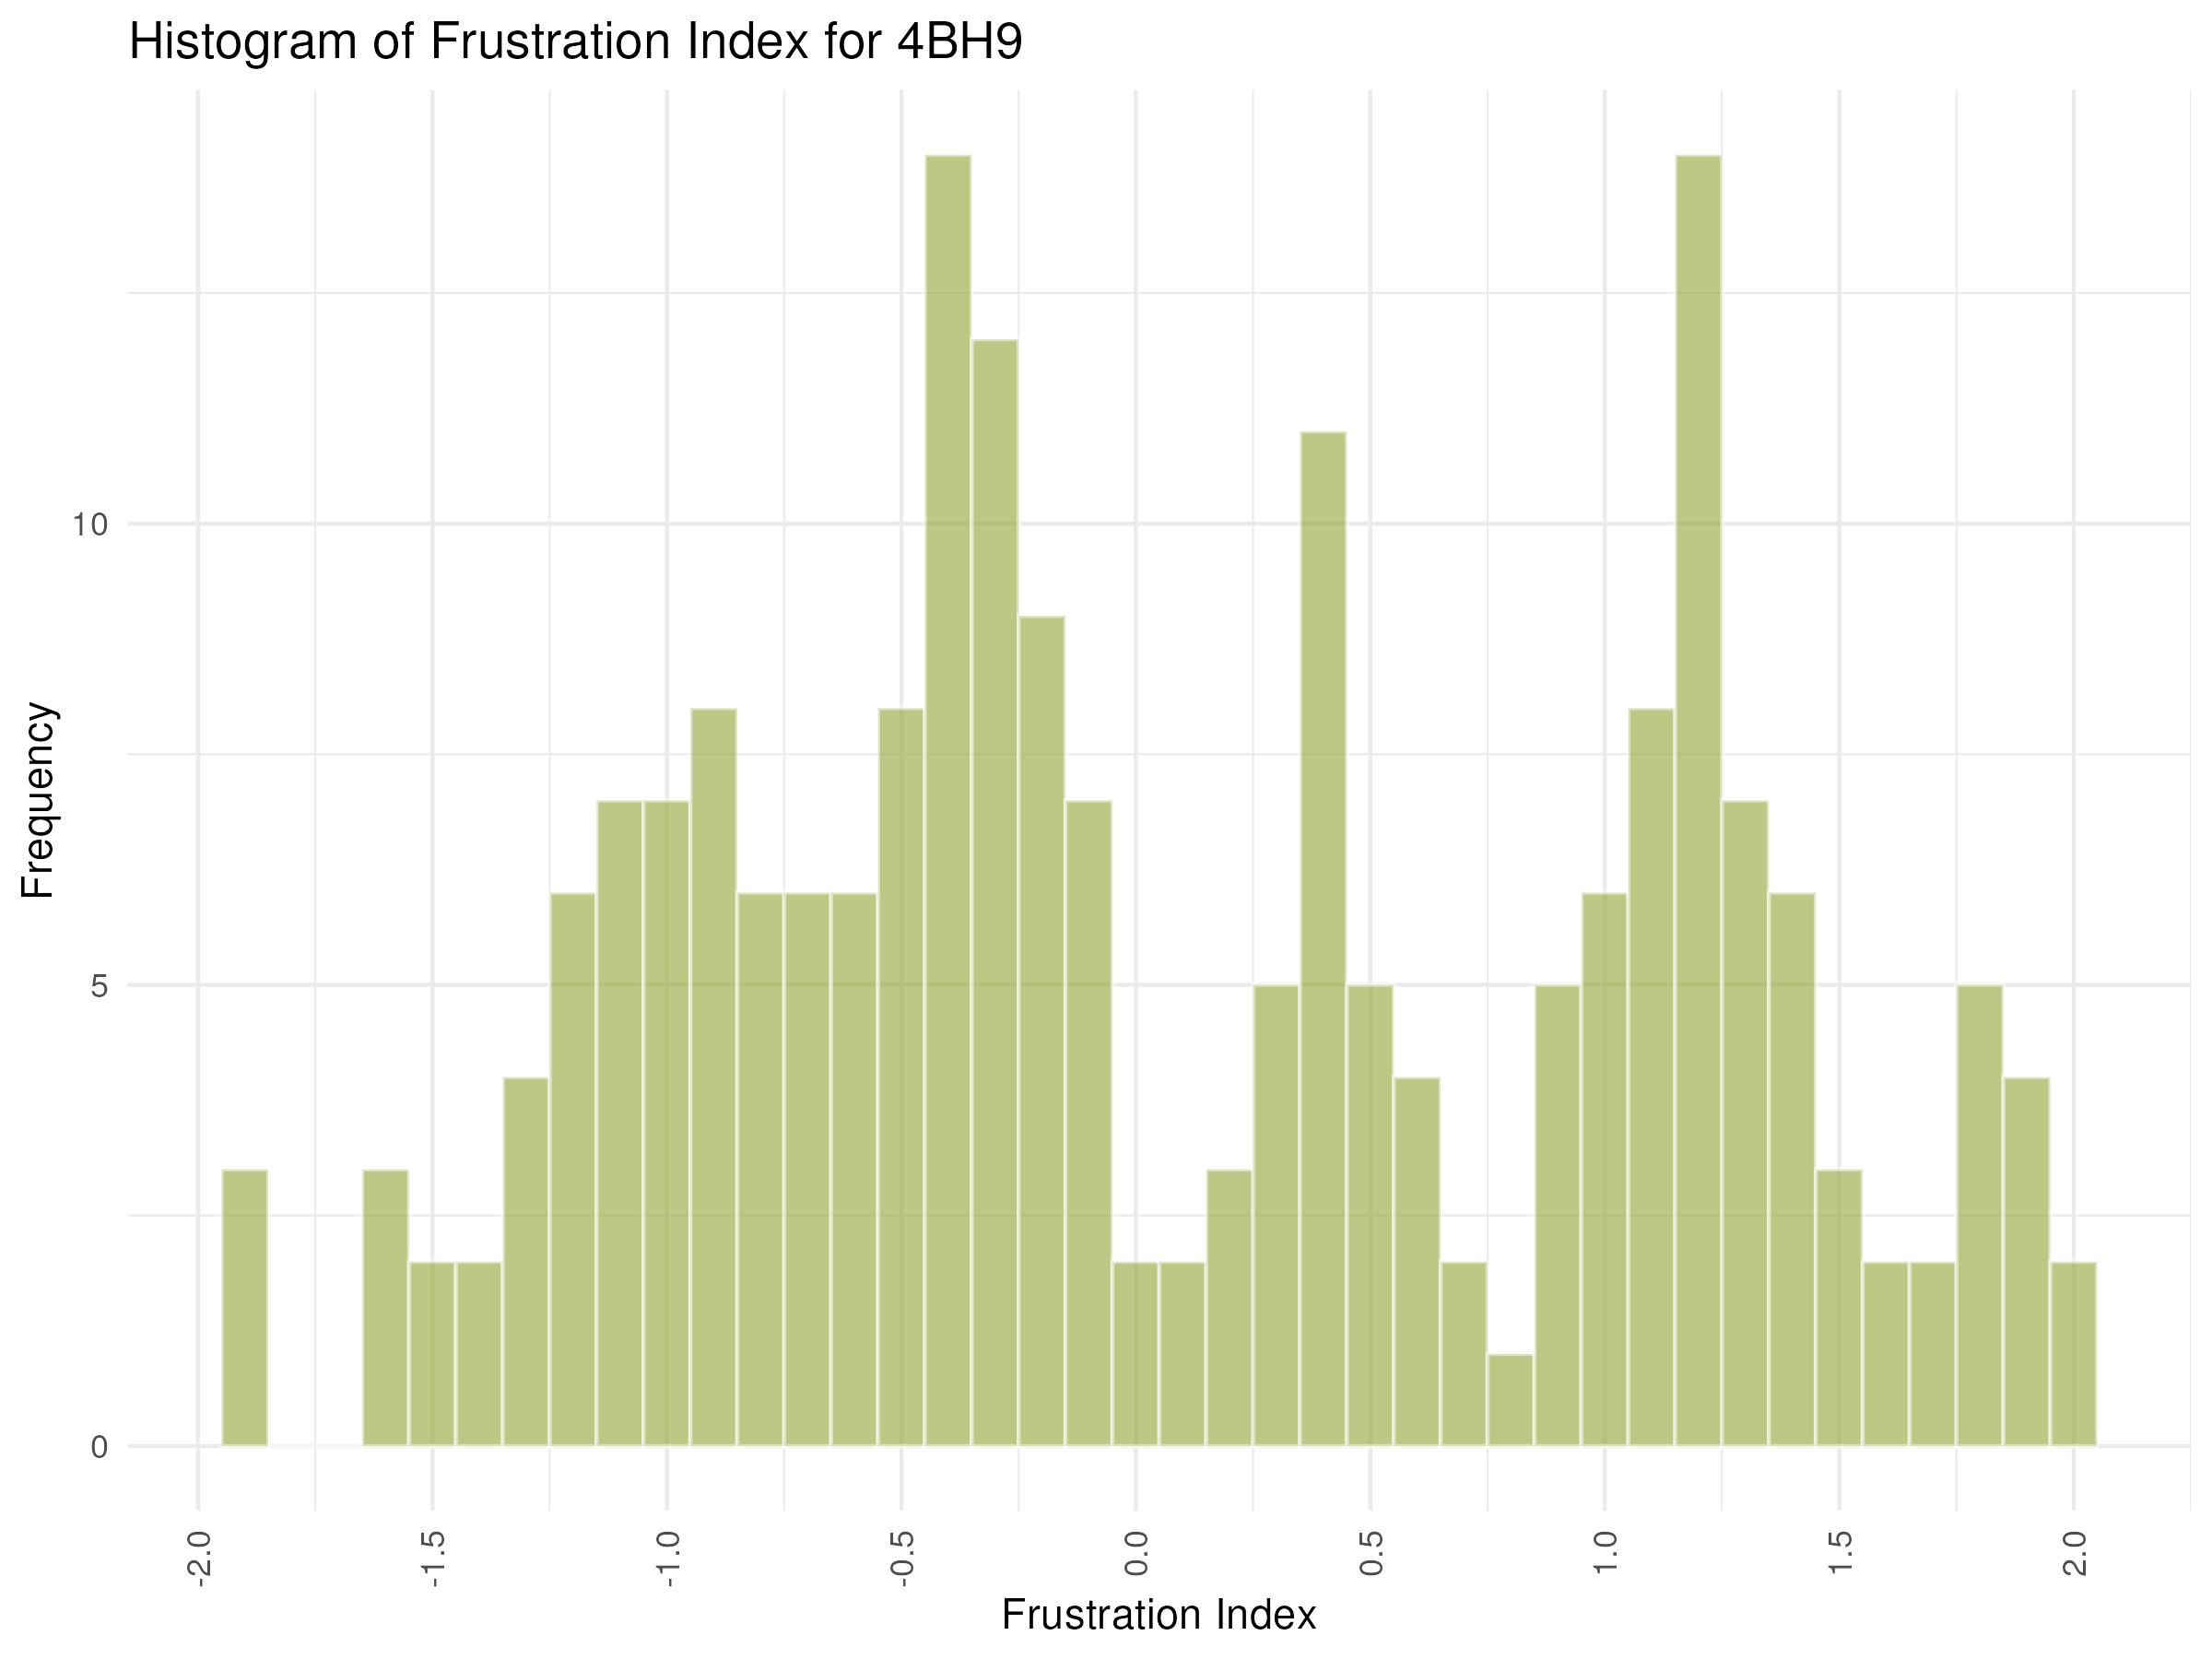 Histogram of Frustration Index for 4BH9
Frequency
10
5
0
-2.0 -1.5 -1.0 -0.5 0.0 0.5 1.0 1.5 2.0
Frustration Index